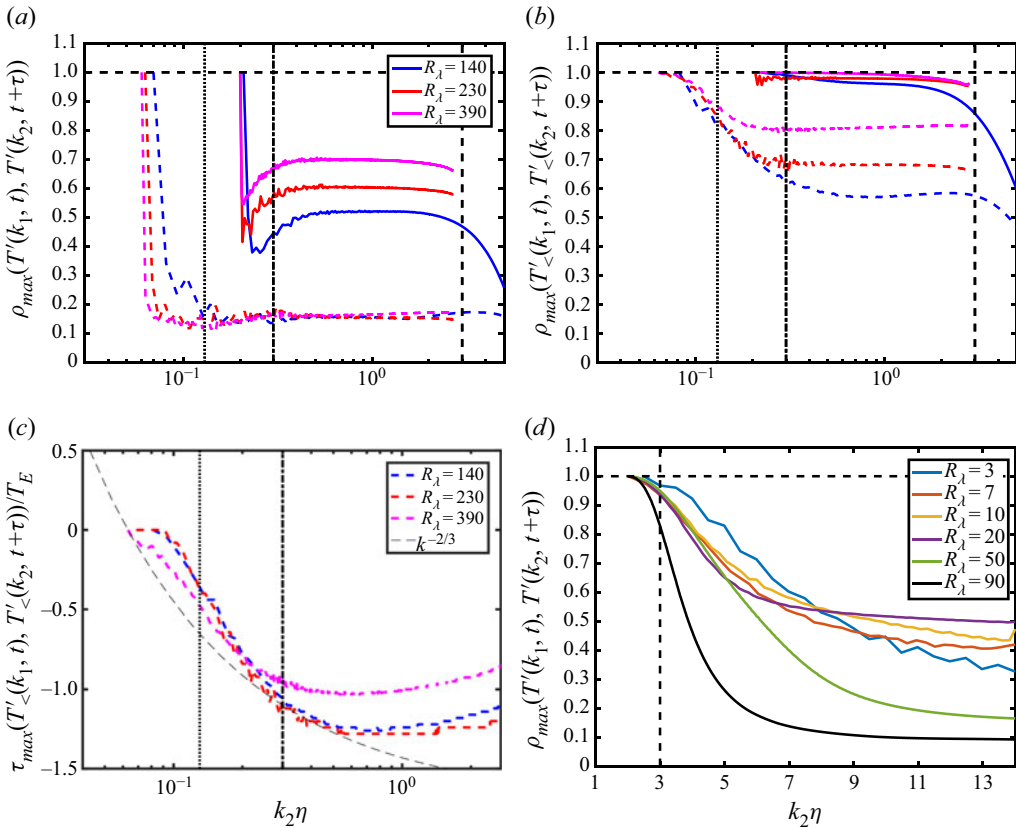 (a)
1.1
1.0
0.9
0.8
0.7
0.6
0.5
0.4
0.3
0.2
0.1
0
ρmax(T′(k1, t), T′(k2, t+τ))
Rλ = 140
Rλ = 230
Rλ = 390
10−1
100
(b)
1.1
1.0
0.9
0.8
0.7
0.6
0.5
0.4
0.3
0.2
0.1
0
ρmax(T′<(k1, t), T′<(k2, t+τ))
10−1
100
(c)
0.5
0
−0.5
−1.0
−1.5
τmax(T′<(k1, t), T′<(k2, t+τ))/TE
Rλ = 140
Rλ = 230
Rλ = 390
k−2/3
10−1
100
k2η
(d)
1.1
1.0
0.9
0.8
0.7
0.6
0.5
0.4
0.3
0.2
0.1
0
ρmax(T′(k1, t), T′(k2, t+τ))
Rλ = 3
Rλ = 7
Rλ = 10
Rλ = 20
Rλ = 50
Rλ = 90
1 3 5 7 9 11 13
k2η